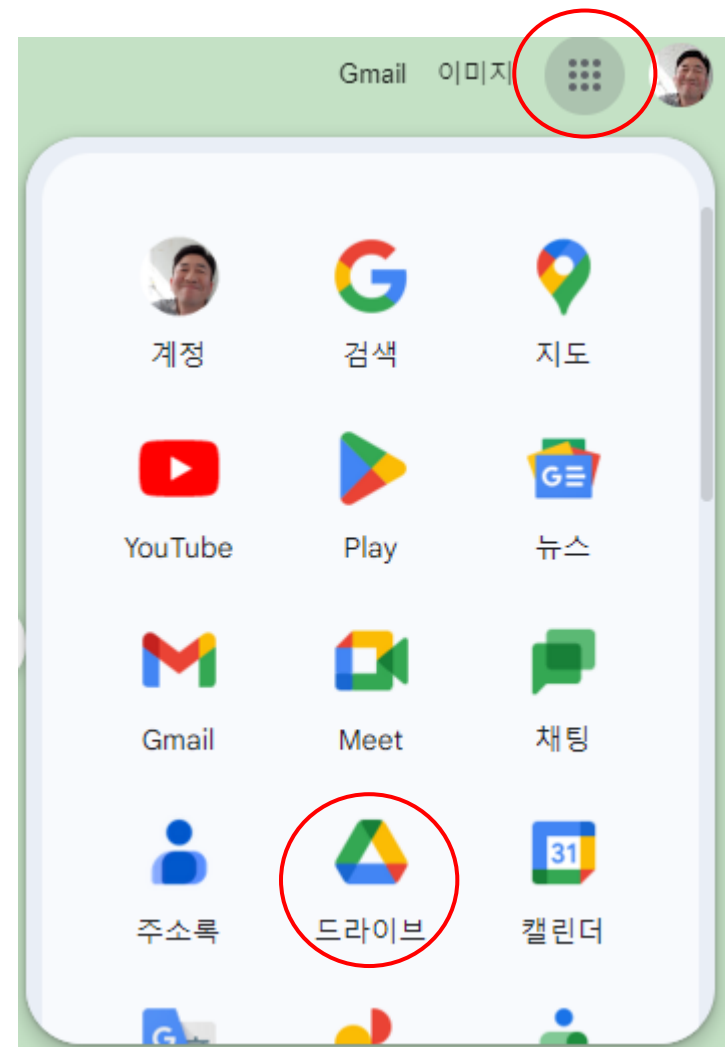 Gmail 이미지
계정 검색 지도
YouTube Play 뉴스
G
Gmail Meet 채팅
31
주소록 드라이브 캘린더
G